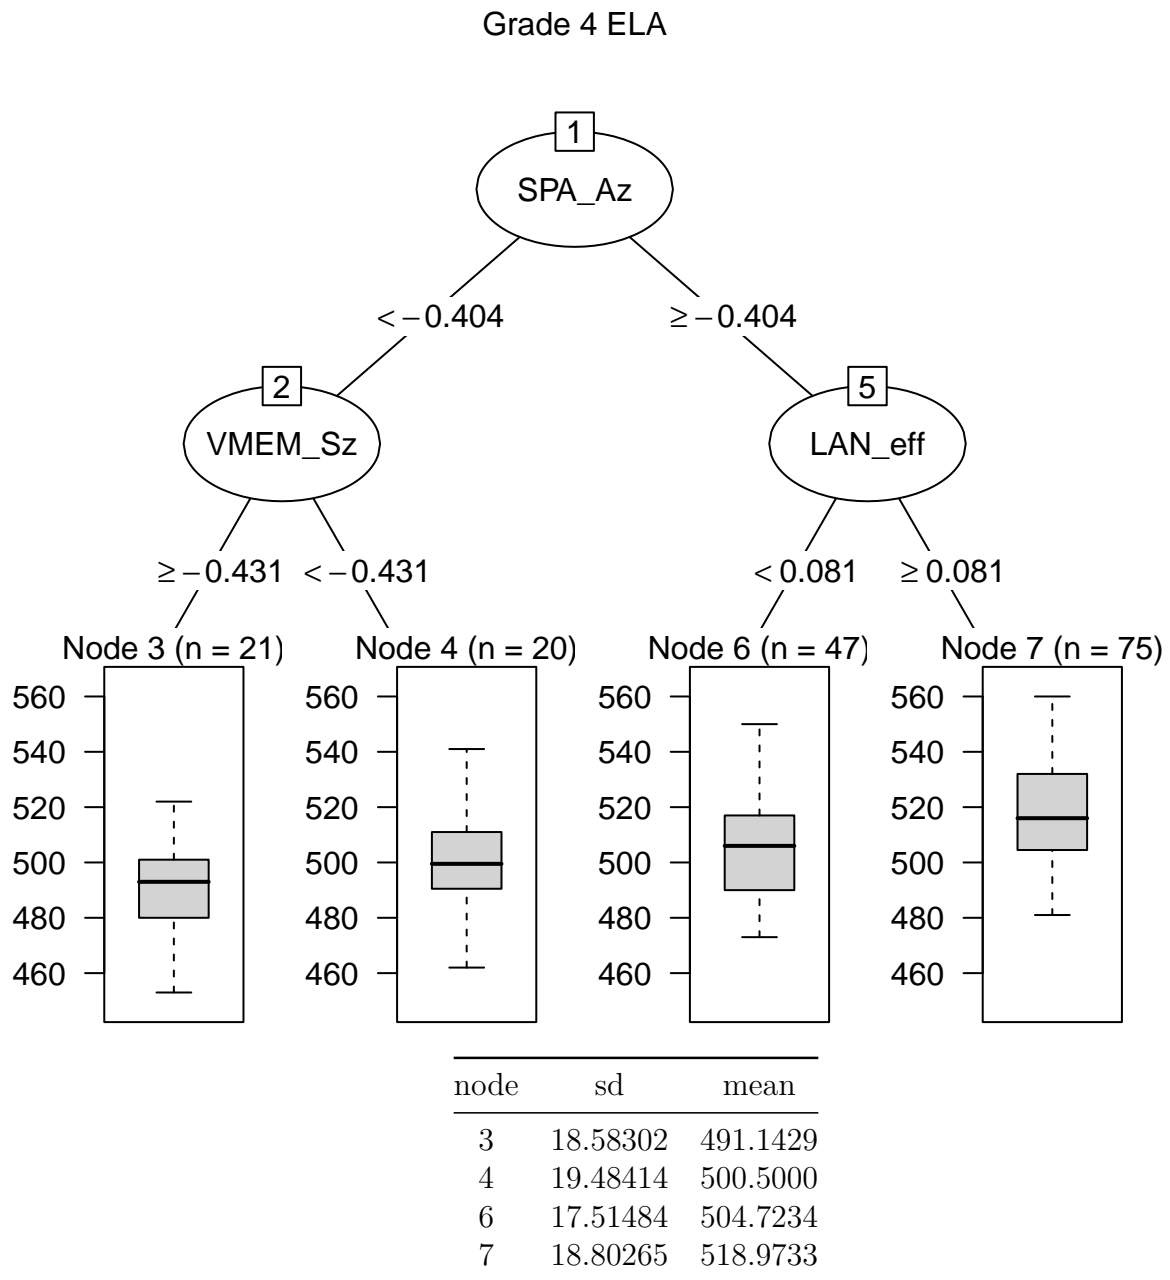 Grade 4 ELA
1
SPA_Az
< −0.404
≥ −0.404
2
VMEM_Sz
5
LAN_eff
≥ −0.431
< −0.431
< 0.081
≥ 0.081
Node 3 (n = 21)
560
540
520
500
480
460
Node 4 (n = 20)
560
540
520
500
480
460
Node 6 (n = 47)
560
540
520
500
480
460
Node 7 (n = 75)
560
540
520
500
480
460
node sd mean
3 18.58302 491.1429
4 19.48414 500.5000
6 17.51484 504.7234
7 18.80265 518.9733